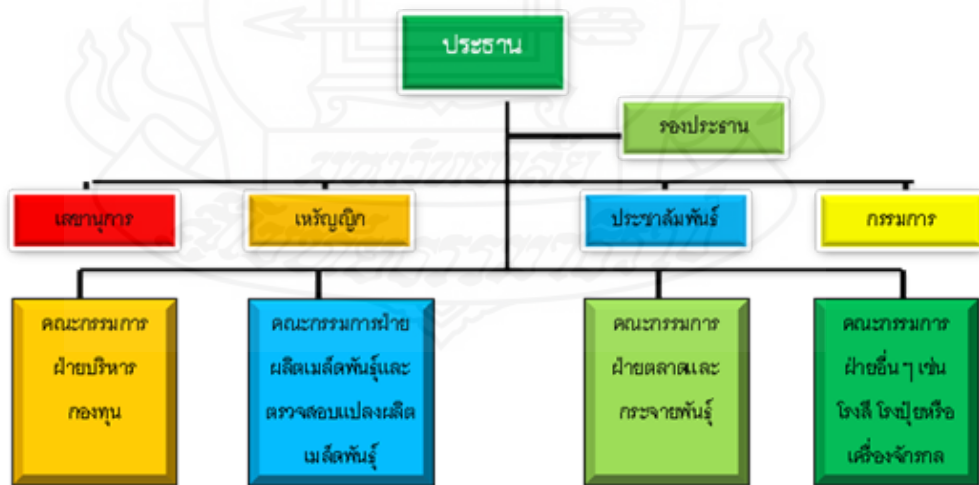 ประธาน
รองประธาน
เลขานุการ
เหรัญญิก
ประชาสัมพันธ์
กรรมการ
คณะกรรมการ
ฝ่ายบริหาร
กองทุน
คณะกรรมการฝ่าย
ผลิตเมล็ดพันธุ์และ
ตรวจสอบแปลงผลิต
เมล็ดพันธุ์
คณะกรรมการ
ฝ่ายตลาดและ
กระจายพันธุ์
คณะกรรมการ
ฝ่ายอื่นๆ เช่น
โรงสี โรงปุ๋ยหรือ
เครื่องจักรกล